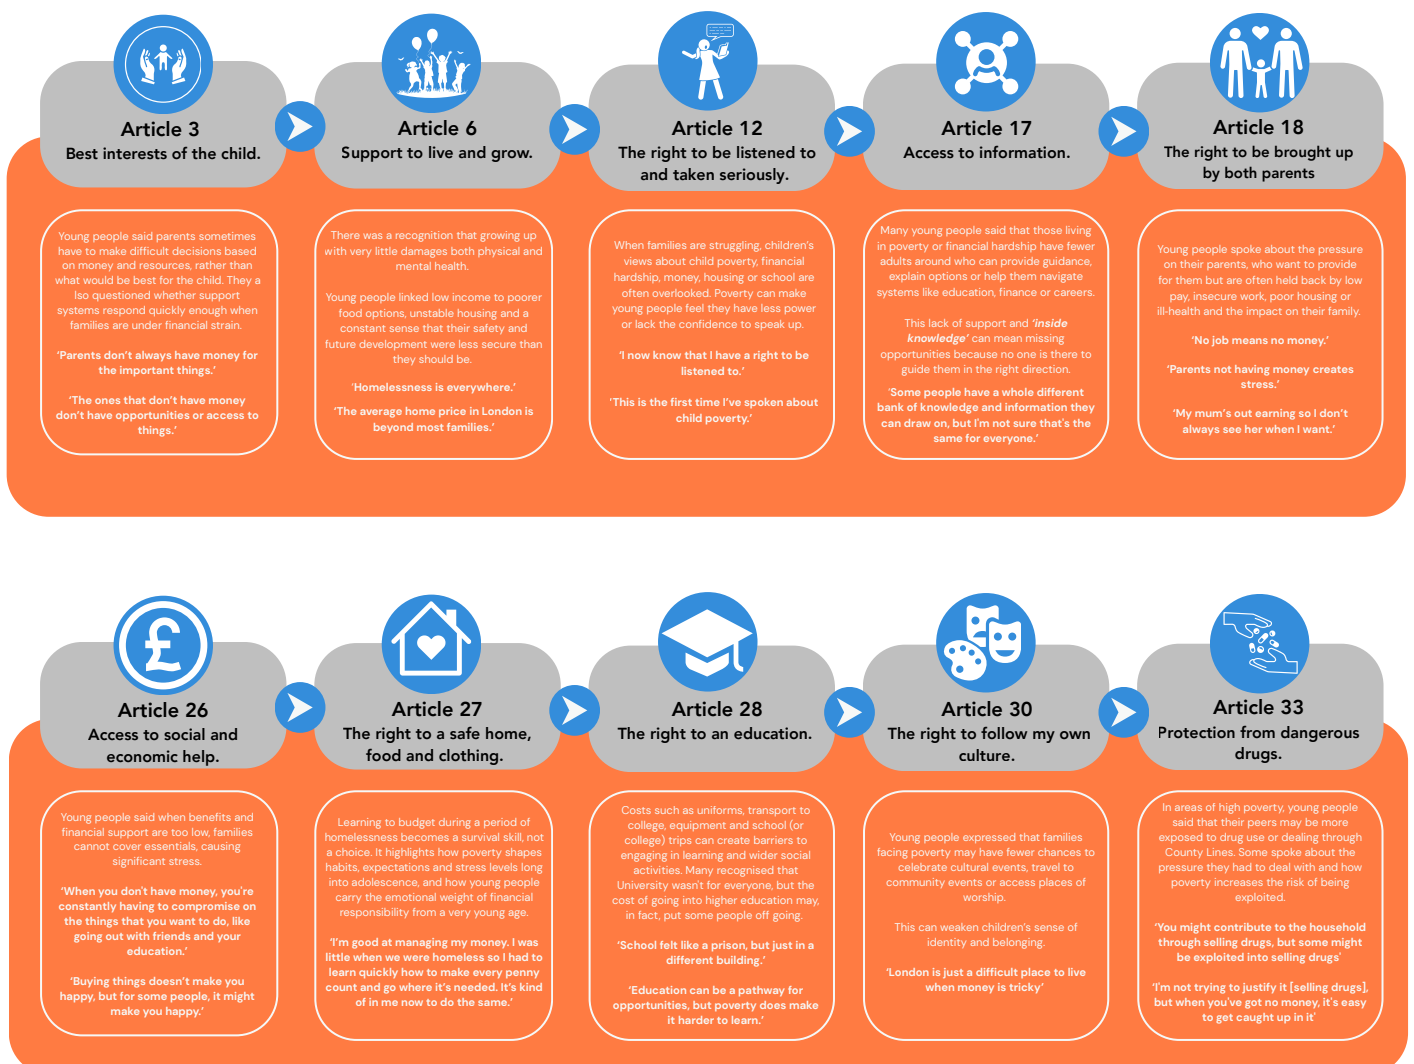 Article 3
Best interests of the child.
Young people said parents sometimes
have to make difficult decisions based
on money and resources, rather than
what would be best for the child. They a
lso questioned whether support
systems respond quickly enough when
families are under financial strain.
‘Parents don’t always have money for
the important things.’
‘The ones that don’t have money
don’t have opportunities or access to
things.’
Article 6
Support to live and grow.
There was a recognition that growing up
with very little damages both physical and
mental health.
Young people linked low income to poorer
food options, unstable housing and a
constant sense that their safety and
future development were less secure than
they should be.
‘Homelessness is everywhere.’
‘The average home price in London is
beyond most families.’
Article 12
The right to be listened to
and taken seriously.
When families are struggling, children’s
views about child poverty, financial
hardship, money, housing or school are
often overlooked. Poverty can make
young people feel they have less power
or lack the confidence to speak up.
‘I now know that I have a right to be
listened to.’
‘This is the first time I’ve spoken about
child poverty.’
Article 17
Access to information.
Many young people said that those living
in poverty or financial hardship have fewer
adults around who can provide guidance,
explain options or help them navigate
systems like education, finance or careers.
This lack of support and ‘inside
knowledge’ can mean missing
opportunities because no one is there to
guide them in the right direction.
‘Some people have a whole different
bank of knowledge and information they
can draw on, but I'm not sure that's the
same for everyone.’
Article 18
The right to be brought up
by both parents
Young people spoke about the pressure
on their parents, who want to provide
for them but are often held back by low
pay, insecure work, poor housing or
ill-health and the impact on their family.
‘No job means no money.’
‘Parents not having money creates
stress.’
‘My mum’s out earning so I don’t
always see her when I want.’
Article 26
Access to social and
economic help.
Young people said when benefits and
financial support are too low, families
cannot cover essentials, causing
significant stress.
‘When you don't have money, you're
constantly having to compromise on
the things that you want to do, like
going out with friends and your
education.’
‘Buying things doesn’t make you
happy, but for some people, it might
make you happy.’
Article 27
The right to a safe home,
food and clothing.
Learning to budget during a period of
homelessness becomes a survival skill, not
a choice. It highlights how poverty shapes
habits, expectations and stress levels long
into adolescence, and how young people
carry the emotional weight of financial
responsibility from a very young age.
‘I’m good at managing my money. I was
little when we were homeless so I had to
learn quickly how to make every penny
count and go where it’s needed. It’s kind
of in me now to do the same.’
Article 28
The right to an education.
Costs such as uniforms, transport to
college, equipment and school (or
college) trips can create barriers to
engaging in learning and wider social
activities. Many recognised that
University wasn't for everyone, but the
cost of going into higher education may,
in fact, put some people off going.
‘School felt like a prison, but just in a
different building.’
‘Education can be a pathway for
opportunities, but poverty does make
it harder to learn.’
Article 30
The right to follow my own
culture.
Young people expressed that families
facing poverty may have fewer chances to
celebrate cultural events, travel to
community events or access places of
worship.
This can weaken children’s sense of
identity and belonging.
‘London is just a difficult place to live
when money is tricky’
Article 33
Protection from dangerous
drugs.
In areas of high poverty, young people
said that their peers may be more
exposed to drug use or dealing through
County Lines. Some spoke about the
pressure they had to deal with and how
poverty increases the risk of being
exploited.
‘You might contribute to the household
through selling drugs, but some might
be exploited into selling drugs'
‘I'm not trying to justify it [selling drugs],
but when you've got no money, it's easy
to get caught up in it'